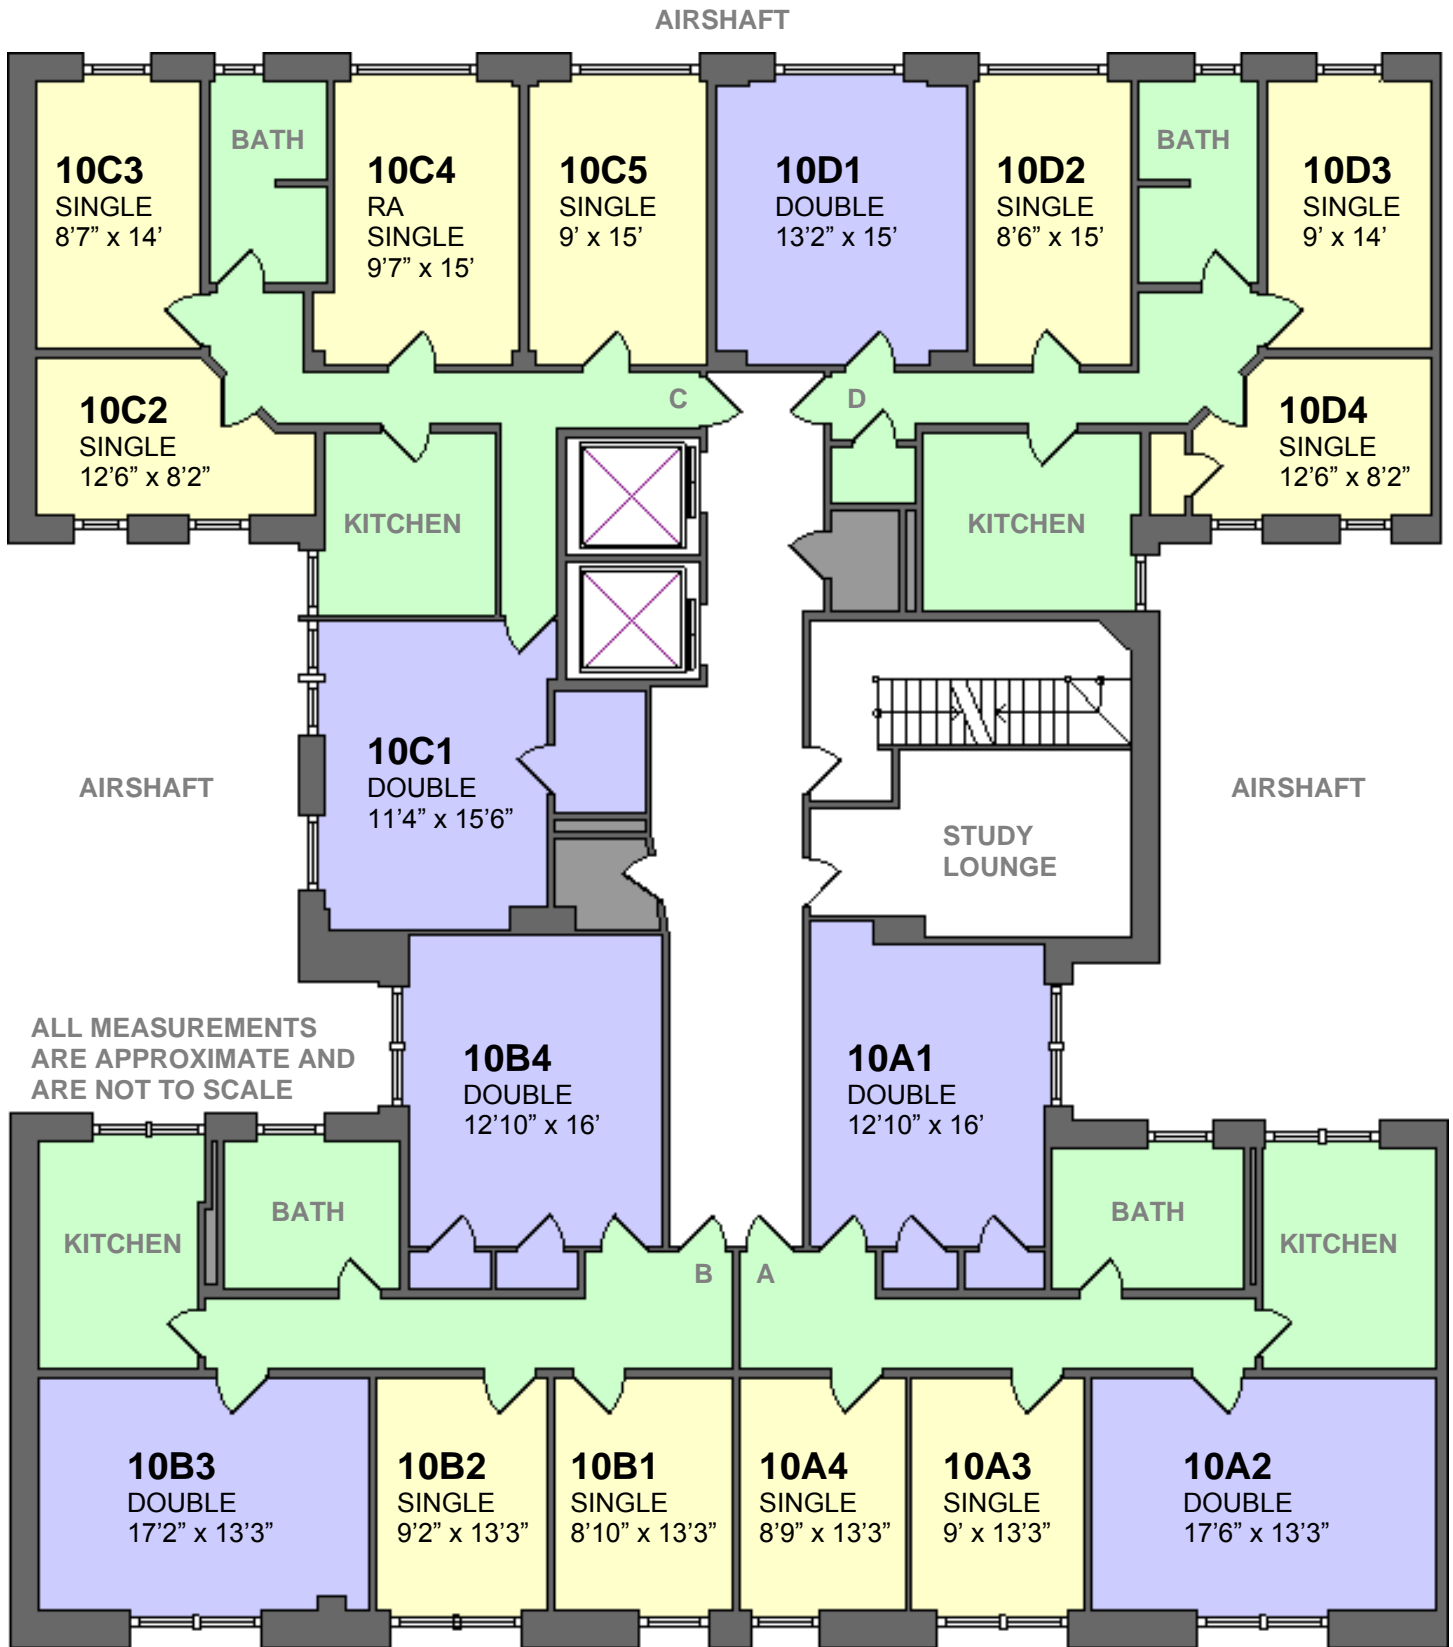 AIRSHAFT
10C3
SINGLE
8’7” x 14’
BATH
10C4
RA
SINGLE
9’7” x 15’
10C5
SINGLE
9’ x 15’
10D1
DOUBLE
13’2” x 15’
10D2
SINGLE
8’6” x 15’
BATH
10D3
SINGLE
9’ x 14’
10C2
SINGLE
12’6” x 8’2”
C
D
10D4
SINGLE
12’6” x 8’2”
KITCHEN
KITCHEN
AIRSHAFT
10C1
DOUBLE
11’4” x 15’6”
STUDY
LOUNGE
AIRSHAFT
ALL MEASUREMENTS
ARE APPROXIMATE AND
ARE NOT TO SCALE
10B4
DOUBLE
12’10” x 16’
10A1
DOUBLE
12’10” x 16’
KITCHEN
BATH
B
A
BATH
KITCHEN
10B3
DOUBLE
17’2” x 13’3”
10B2
SINGLE
9’2” x 13’3”
10B1
SINGLE
8’10” x 13’3”
10A4
SINGLE
8’9” x 13’3”
10A3
SINGLE
9’ x 13’3”
10A2
DOUBLE
17’6” x 13’3”